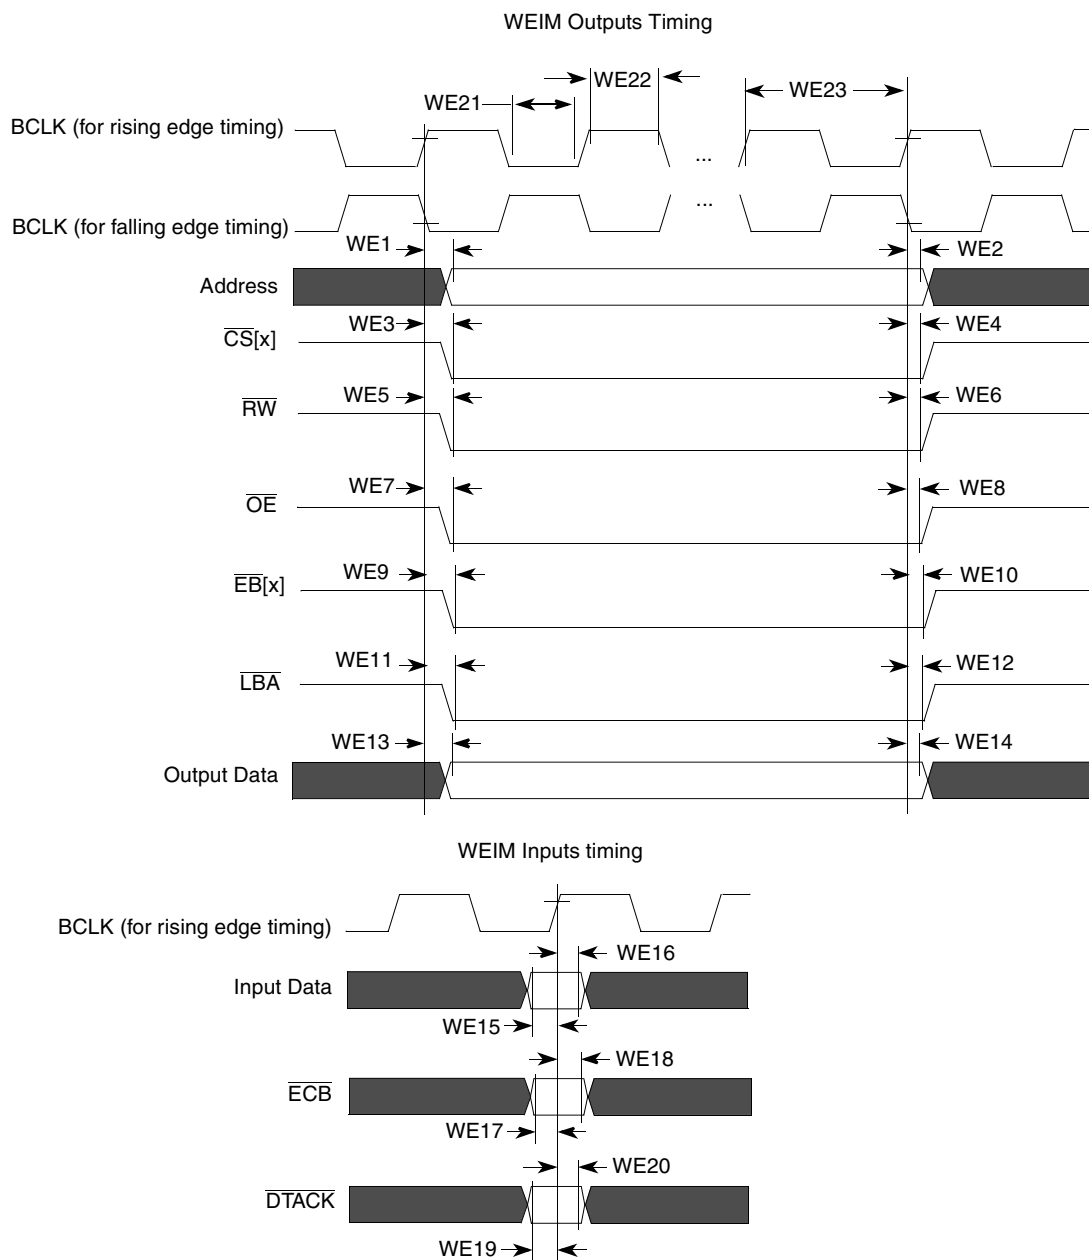 WEIM Outputs Timing
WE22
WE21
WE23
BCLK (for rising edge timing)
...
...
BCLK (for falling edge timing)
WE1
WE2
Address
WE3
WE4
CS[x]
WE5
WE6
RW
WE7
WE8
OE
WE9
WE10
EB[x]
WE11
WE12
LBA
WE13
WE14
Output Data
WEIM Inputs timing
BCLK (for rising edge timing)
WE16
Input Data
WE15
WE18
ECB
WE17
WE20
DTACK
WE19